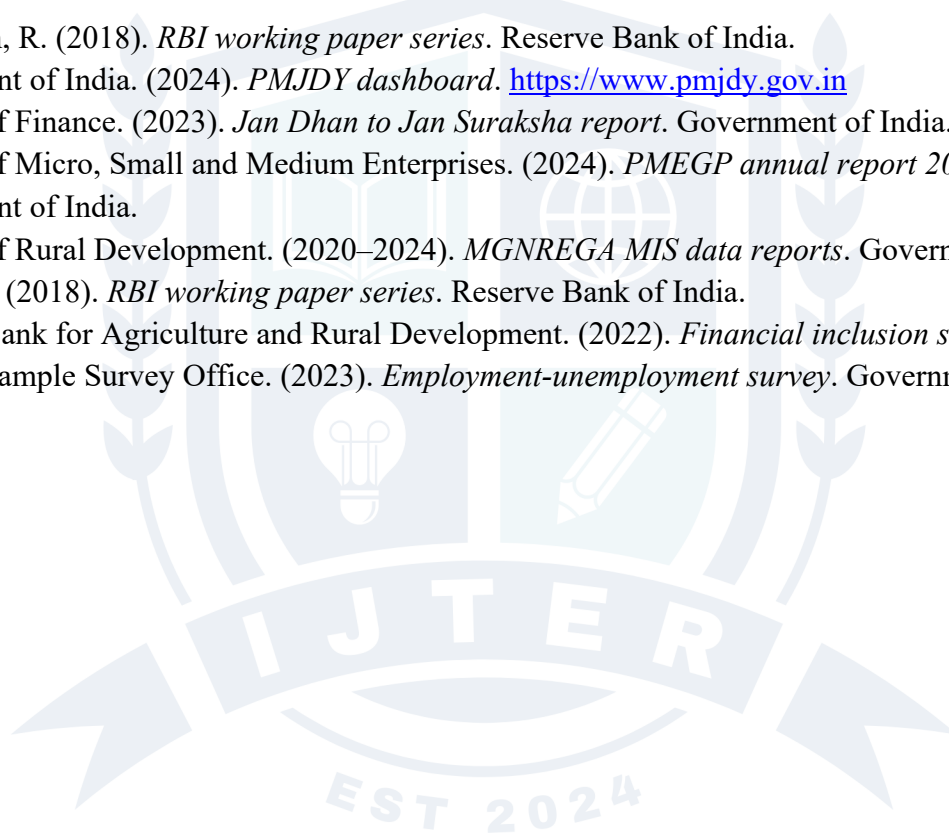 , R. (2018). RBI working paper series. Reserve Bank of India.
nt of India. (2024). PMJDY dashboard. https://www.pmjdy.gov.in
f Finance. (2023). Jan Dhan to Jan Suraksha report. Government of India.
f Micro, Small and Medium Enterprises. (2024). PMEGP annual report 20
nt of India.
f Rural Development. (2020–2024). MGNREGA MIS data reports. Govern
(2018). RBI working paper series. Reserve Bank of India.
ank for Agriculture and Rural Development. (2022). Financial inclusion s
ample Survey Office. (2023). Employment-unemployment survey. Governm
IJTER
EST 2024